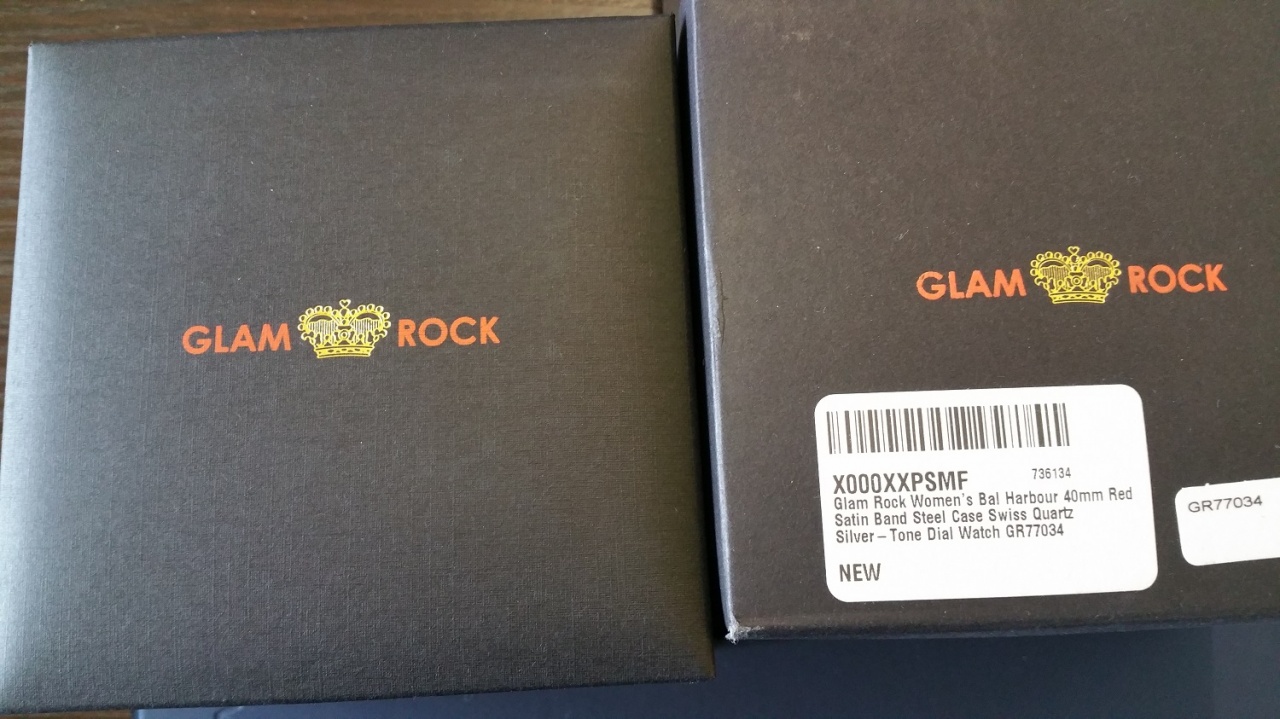 GLAM ROCK
GLAM ROCK
X000XXPSMF 736134
Glam Rock Women's Bal Harbour 40mm Red
Satin Band Steel Case Swiss Quartz
Silver-Tone Dial Watch GR77034
NEW
GR77034